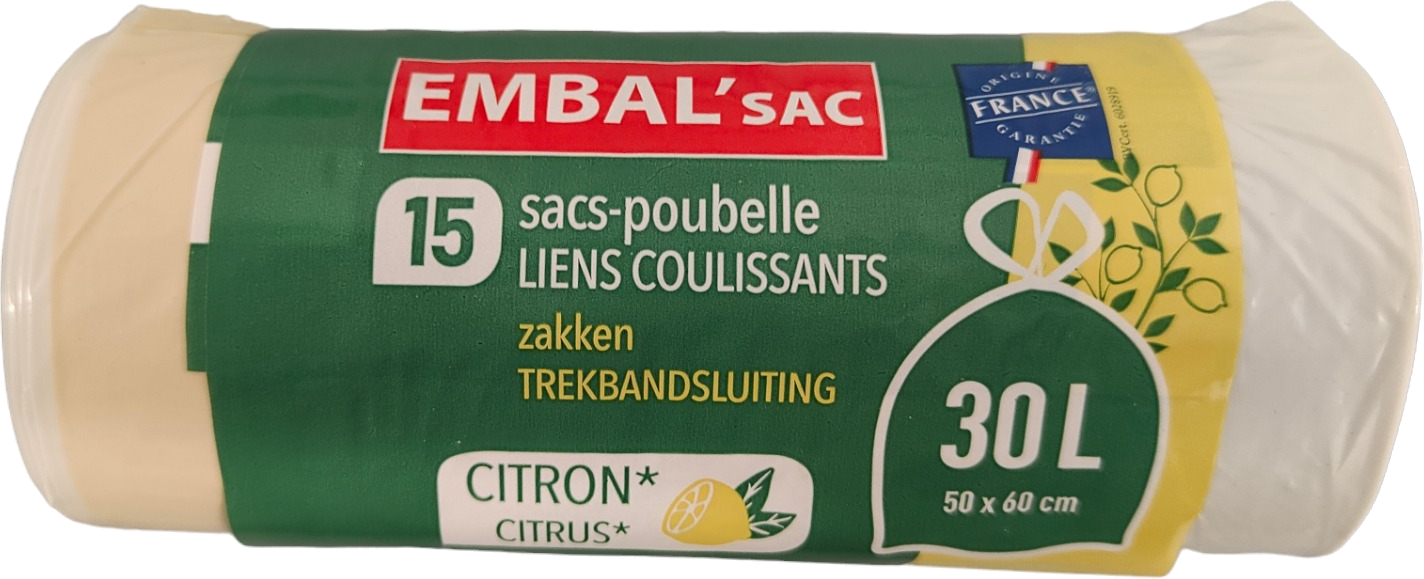 EMBAL'SAC
ORIGINE
FRANCE®
GARANTIE
15
sacs-poubelle
LIENS COULISSANTS
zakken
TREKBANDSLUITING
CITRON*
CITRUS*
30 L
50 x 60 cm